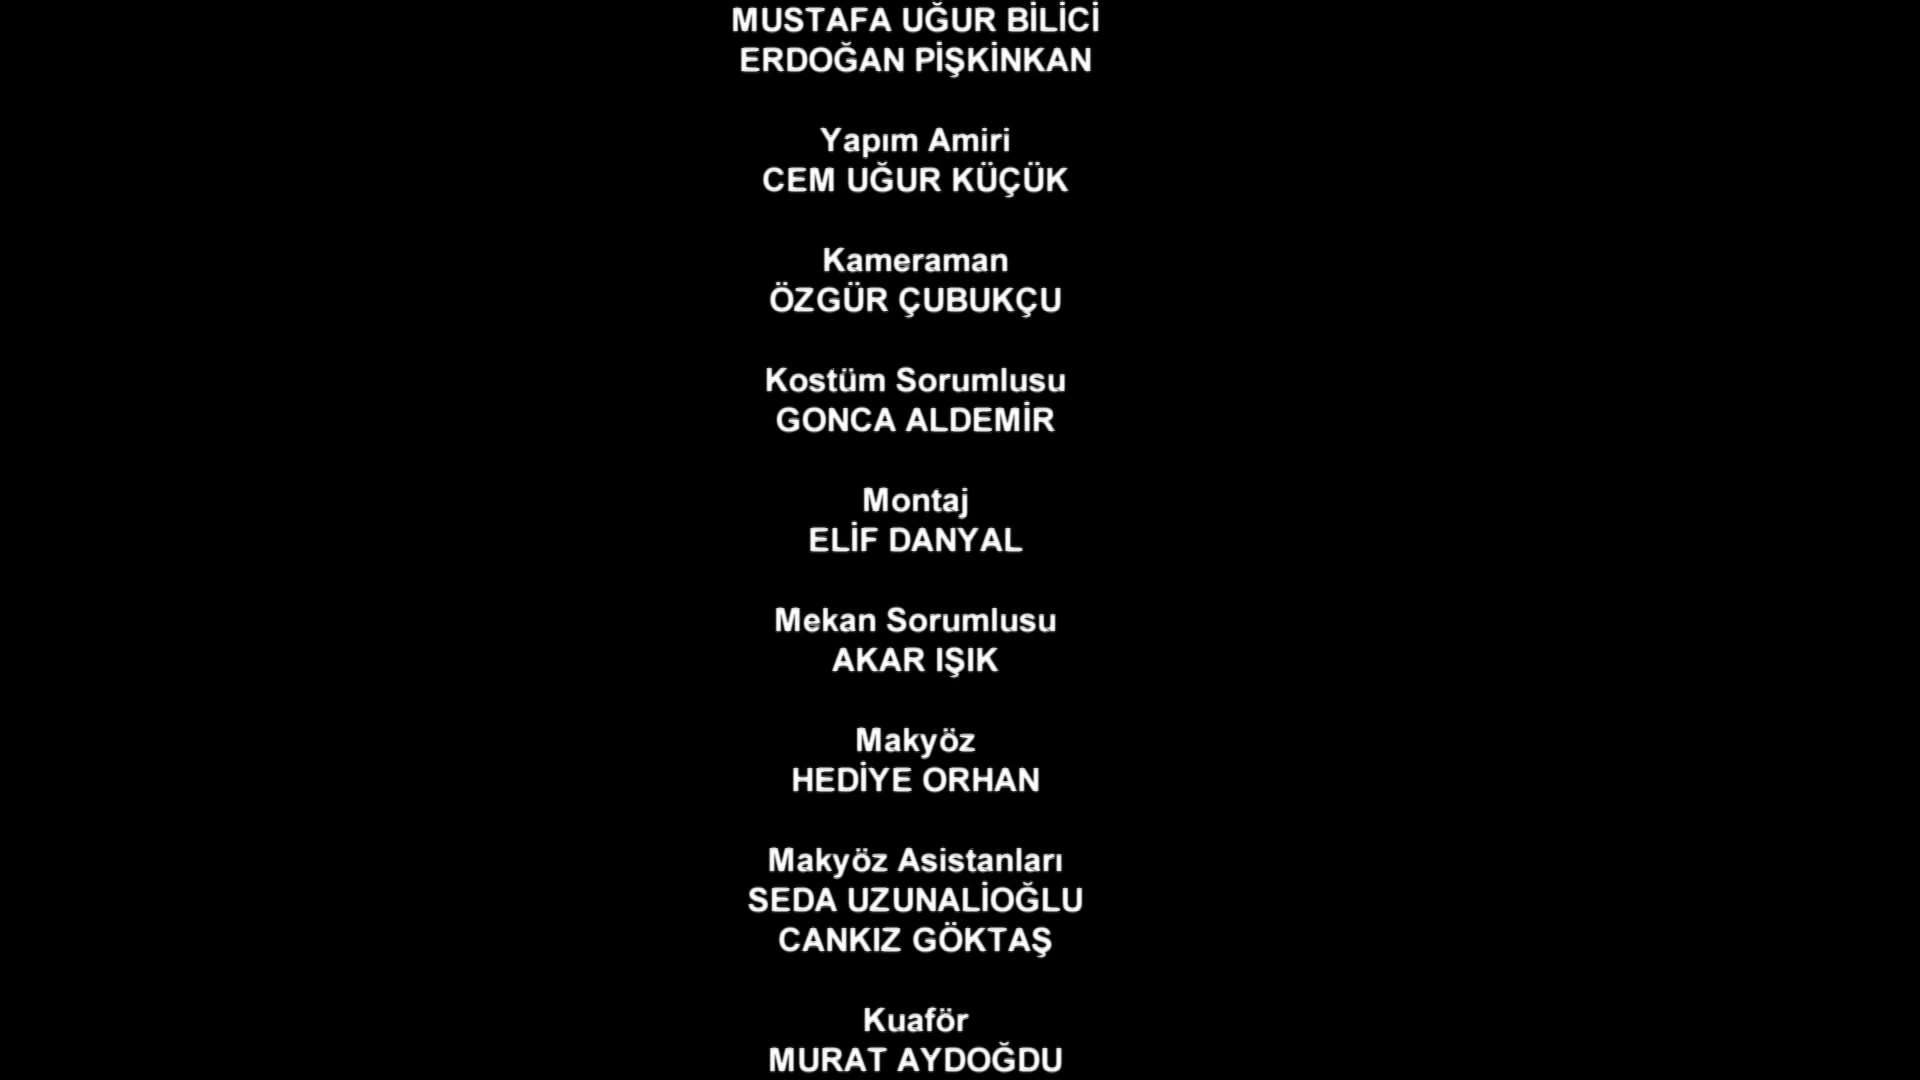 MUSTAFA UĞUR BİLİCİ
ERDOĞAN PİŞKİNKAN
Yapım Amiri
CEM UĞUR KÜÇÜK
Kameraman
ÖZGÜR ÇUBUKÇU
Kostüm Sorumlusu
GONCA ALDEMİR
Montaj
ELİF DANYAL
Mekan Sorumlusu
AKAR IŞIK
Makyöz
HEDİYE ORHAN
Makyöz Asistanları
SEDA UZUNALİOĞLU
CANKIZ GÖKTAŞ
Kuaför
MURAT AYDOĞDU